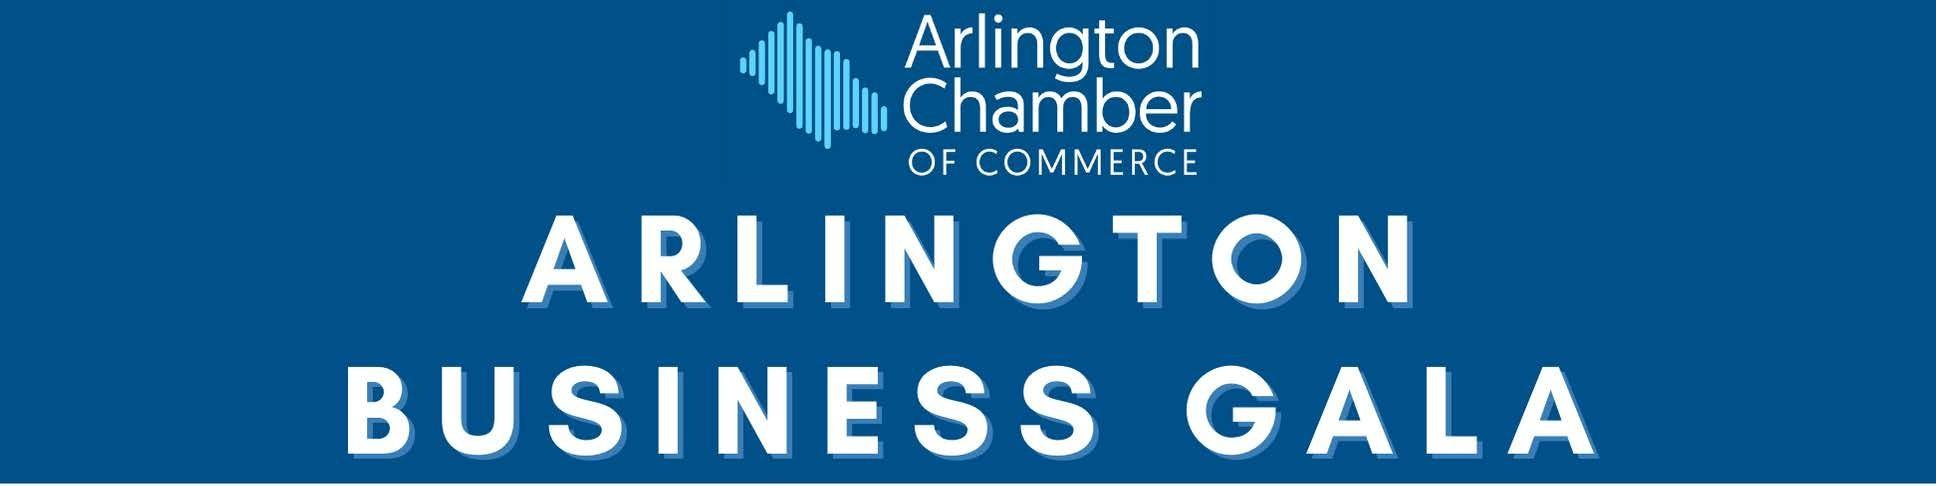 Arlington
Chamber
OF COMMERCE
ARLINGTON
BUSINESS GALA